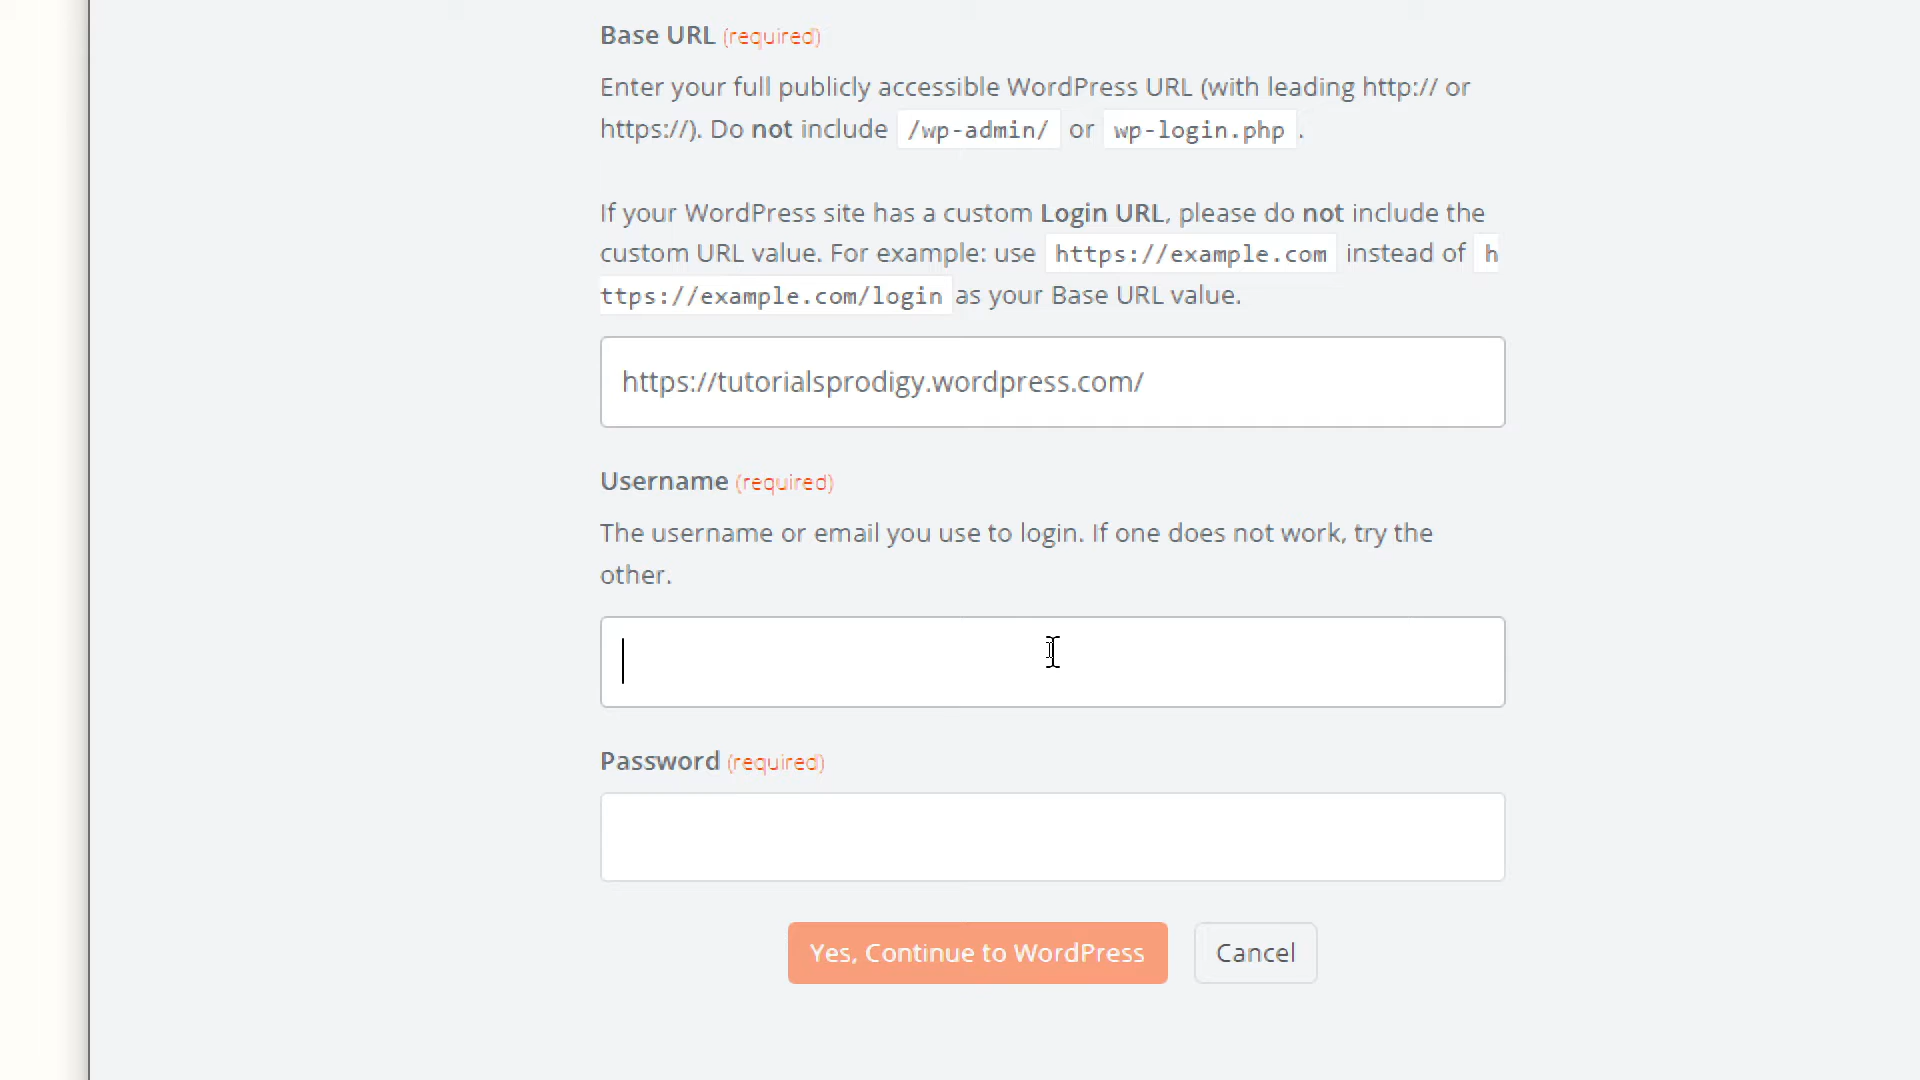 Base URL (required)
Enter your full publicly accessible WordPress URL (with leading http:// or
https://). Do not include /wp-admin/ or wp-login.php .
If your WordPress site has a custom Login URL, please do not include the
custom URL value. For example: use https://example.com instead of h
ttps://example.com/login as your Base URL value.
https://tutorialsprodigy.wordpress.com/
Username (required)
The username or email you use to login. If one does not work, try the
other.
Password (required)
Yes, Continue to WordPress
Cancel